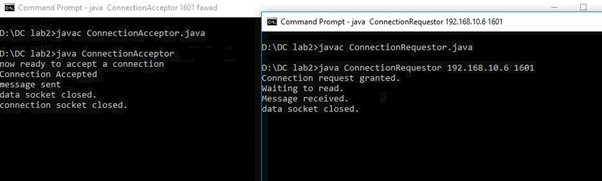 Command Prompt - java  ConnectionAcceptor 1601 fawad
D:\DC lab2>javac ConnectionAcceptor.java
D:\DC lab2>java ConnectionAcceptor
now ready to accept a connection
Connection Accepted
message sent
data socket closed.
connection socket closed.
Command Prompt - java  ConnectionRequestor 192.168.10.6 1601
D:\DC lab2>javac ConnectionRequestor.java
D:\DC lab2>java ConnectionRequestor 192.168.10.6 1601
Connection request granted.
Waiting to read.
Message received.
data socket closed.